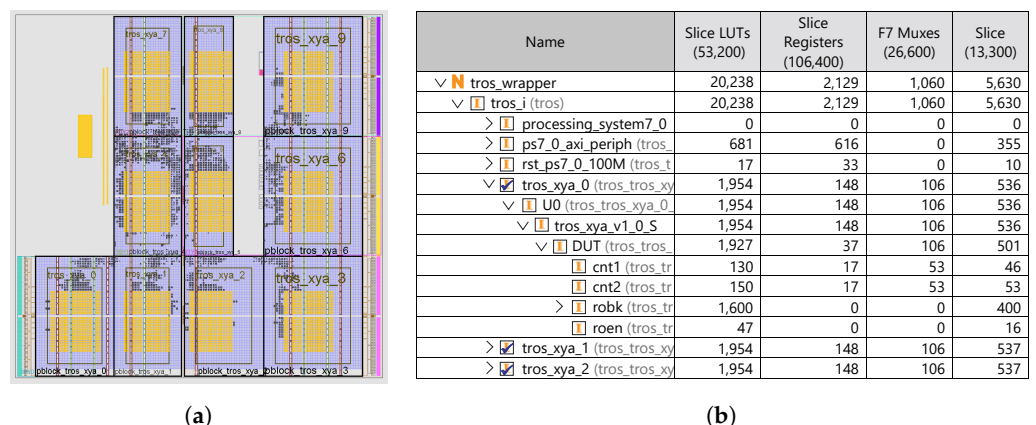 tros_xya_7
tros_xya_8
tros_xya_9
pblock_tros_xya_9
tros_xya_6
pblock_tros_xya_6
tros_xya_0
tros_xya_1
tros_xya_2
tros_xya_3
pblock_tros_xya_0
pblock_tros_xya_1
pblock_tros_xya_2
pblock_tros_xya_3
(a)
Name Slice LUTs (53,200) Slice Registers (106,400) F7 Muxes (26,600) Slice (13,300)
N tros_wrapper 20,238 2,129 1,060 5,630
I tros_i (tros) 20,238 2,129 1,060 5,630
I processing_system7_0 0 0 0 0
I ps7_0_axi_periph (tros_ 681 616 0 355
I rst_ps7_0_100M (tros_t 17 33 0 10
tros_xya_0 (tros_tros_xy 1,954 148 106 536
I U0 (tros_tros_xya_0_ 1,954 148 106 536
I tros_xya_v1_0_S 1,954 148 106 536
I DUT (tros_tros_ 1,927 37 106 501
I cnt1 (tros_tr 130 17 53 46
I cnt2 (tros_tr 150 17 53 53
I robk (tros_tr 1,600 0 0 400
I roen (tros_tr 47 0 0 16
tros_xya_1 (tros_tros_xy 1,954 148 106 537
tros_xya_2 (tros_tros_xy 1,954 148 106 537
(b)